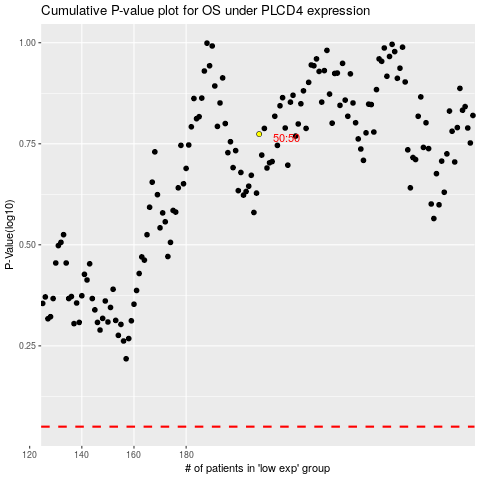 Cumulative P-value plot for OS under PLCD4 expression
P-Value(log10)
1.00
0.75
0.50
0.25
50:50
120 140 160 180
# of patients in 'low exp' group